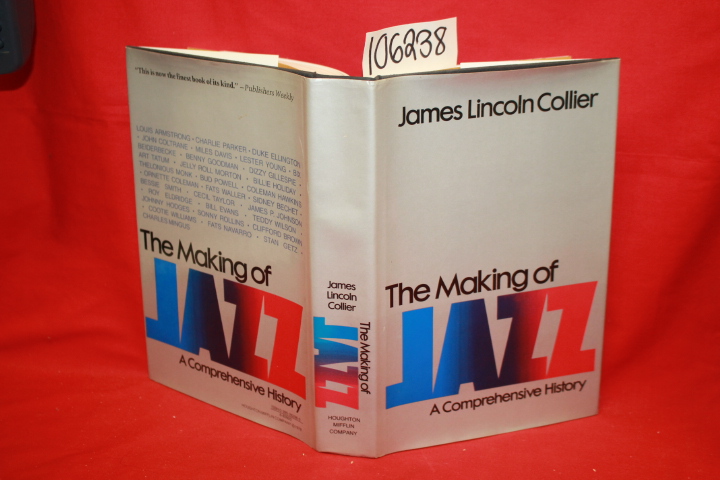 "This is now the finest book of its kind." –Publishers Weekly
LOUIS ARMSTRONG • CHARLIE PARKER • DUKE ELLINGTON
• JOHN COLTRANE • MILES DAVIS • LESTER YOUNG • BIX
BEIDERBECKE • BENNY GOODMAN • DIZZY GILLESPIE •
ART TATUM • JELLY ROLL MORTON • BILLIE HOLIDAY •
THELONIOUS MONK • BUD POWELL • COLEMAN HAWKINS
• ORNETTE COLEMAN • FATS WALLER • SIDNEY BECHET •
BESSIE SMITH • CECIL TAYLOR • JAMES P. JOHNSON
• ROY ELDRIDGE • BILL EVANS • TEDDY WILSON •
JOHNNY HODGES • SONNY ROLLINS • CLIFFORD BROWN
• COOTIE WILLIAMS • FATS NAVARRO • STAN GETZ •
CHARLES MINGUS
The Making of
JAZZ
A Comprehensive History
James
Lincoln
Collier
The Making of
JAZZ
HOUGHTON
MIFFLIN
COMPANY
106238
James Lincoln Collier
The Making of
JAZZ
A Comprehensive History